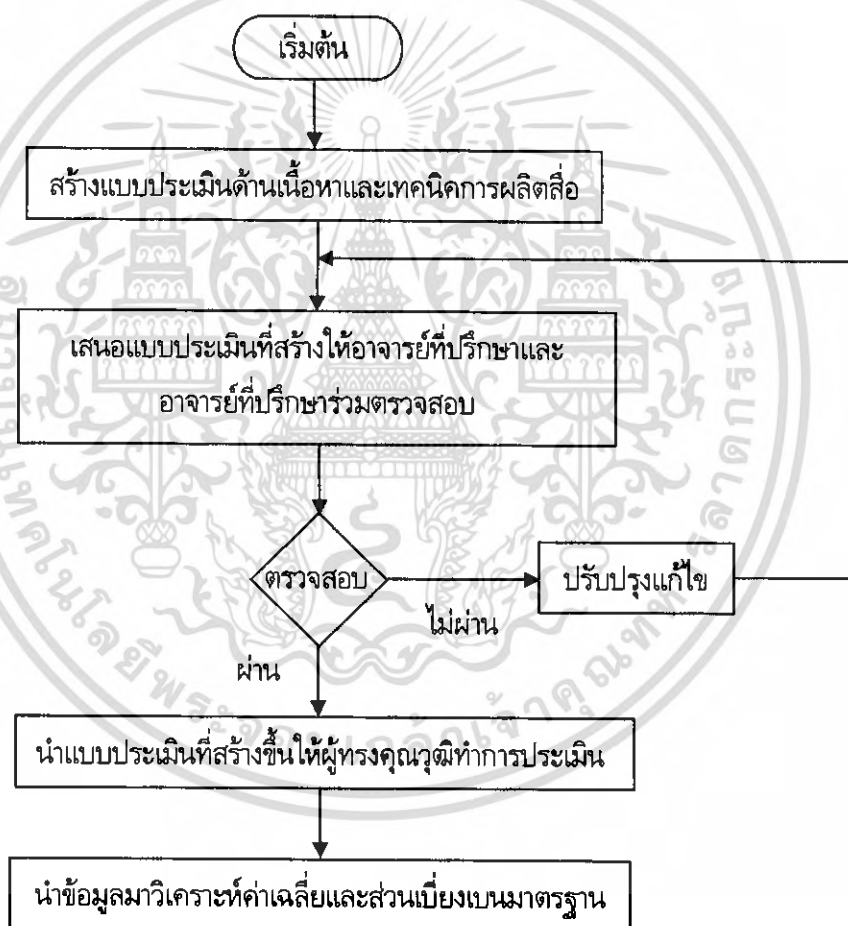 เริ่มต้น
สร้างแบบประเมินด้านเนื้อหาและเทคนิคการผลิตสื่อ
เสนอแบบประเมินที่สร้างให้อาจารย์ที่ปรึกษาและ
อาจารย์ที่ปรึกษาร่วมตรวจสอบ
ตรวจสอบ
ปรับปรุงแก้ไข
ไม่ผ่าน
ผ่าน
นำแบบประเมินที่สร้างขึ้นให้ผู้ทรงคุณวุฒิทำการประเมิน
นำข้อมูลมาวิเคราะห์ค่าเฉลี่ยและส่วนเบี่ยงเบนมาตรฐาน